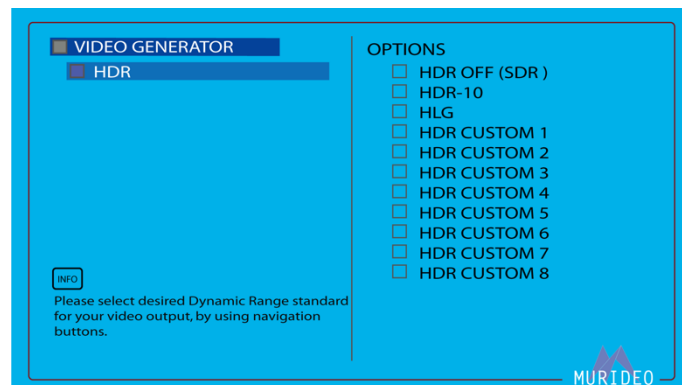 VIDEO GENERATOR
HDR
INFO
Please select desired Dynamic Range standard
for your video output, by using navigation
buttons.
OPTIONS
HDR OFF (SDR )
HDR-10
HLG
HDR CUSTOM 1
HDR CUSTOM 2
HDR CUSTOM 3
HDR CUSTOM 4
HDR CUSTOM 5
HDR CUSTOM 6
HDR CUSTOM 7
HDR CUSTOM 8
MURIDEO